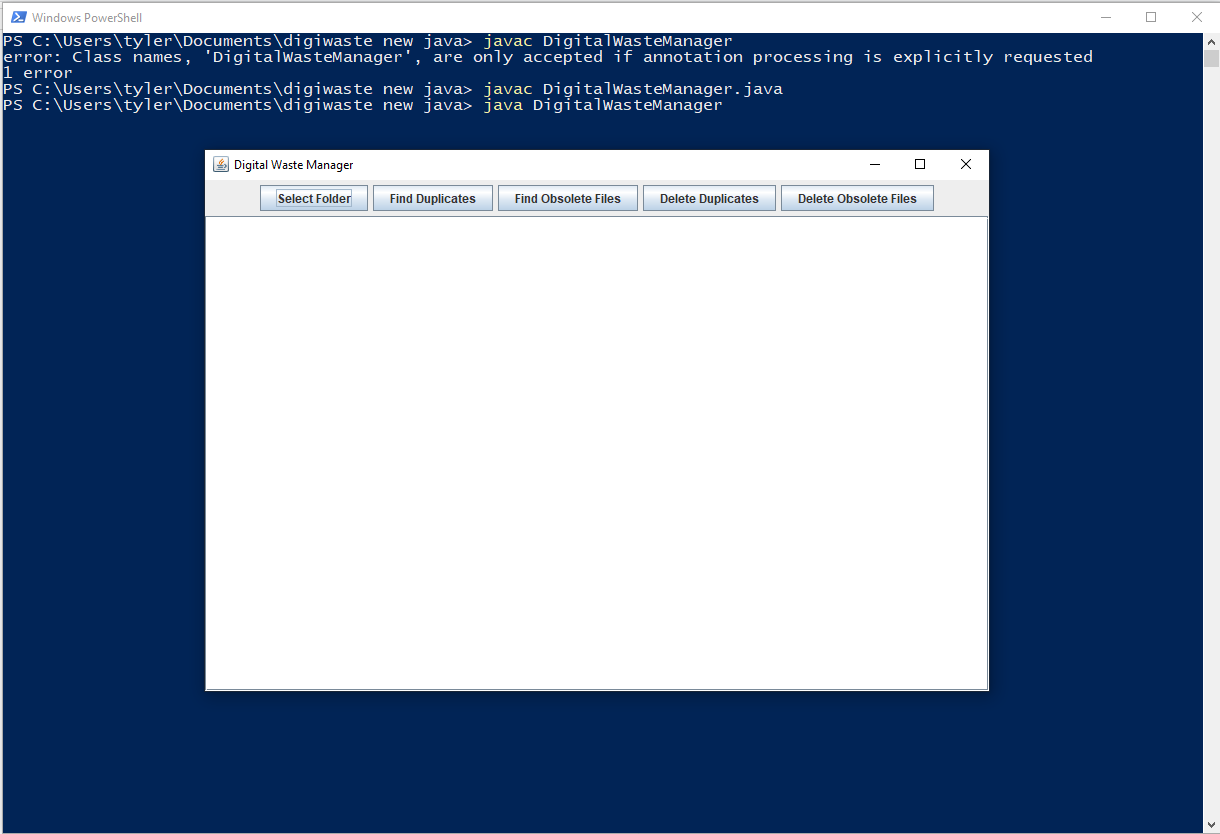 Windows PowerShell
PS C:\Users\tyler\Documents\digiwaste new java> javac DigitalWasteManager
error: Class names, 'DigitalWasteManager', are only accepted if annotation processing is explicitly requested
1 error
PS C:\Users\tyler\Documents\digiwaste new java> javac DigitalWasteManager.java
PS C:\Users\tyler\Documents\digiwaste new java> java DigitalWasteManager
Digital Waste Manager
Select Folder Find Duplicates Find Obsolete Files Delete Duplicates Delete Obsolete Files